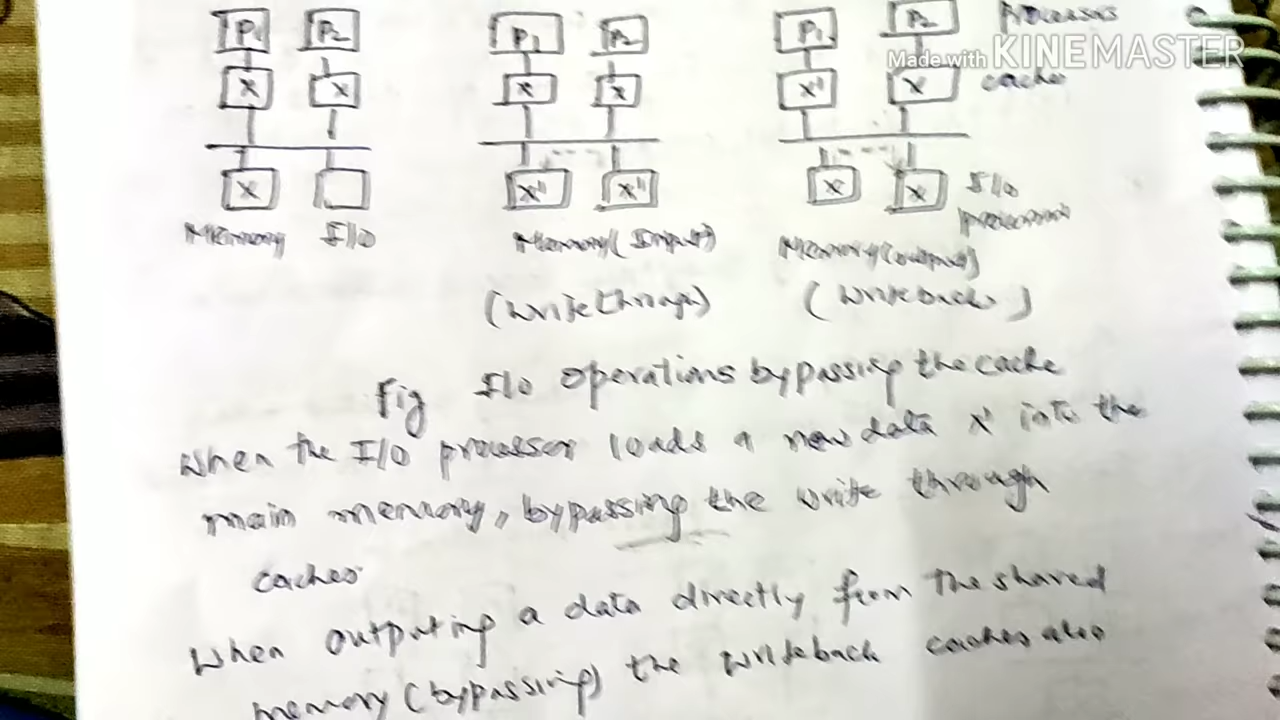 P1 P2 P1 P2 P1 P2 Processors
Made with KINEMASTER
X X X X X' X caches
X X" X" X X I/O
processor
Memory I/O Memory (Input) Memory (output)
(write through) (write back)
Fig I/O operations bypassing the cache
When the I/O processor loads a new data x' into the
main memory, bypassing the write through
caches
When outputing a data directly from the shared
memory (bypassing) the writeback caches also